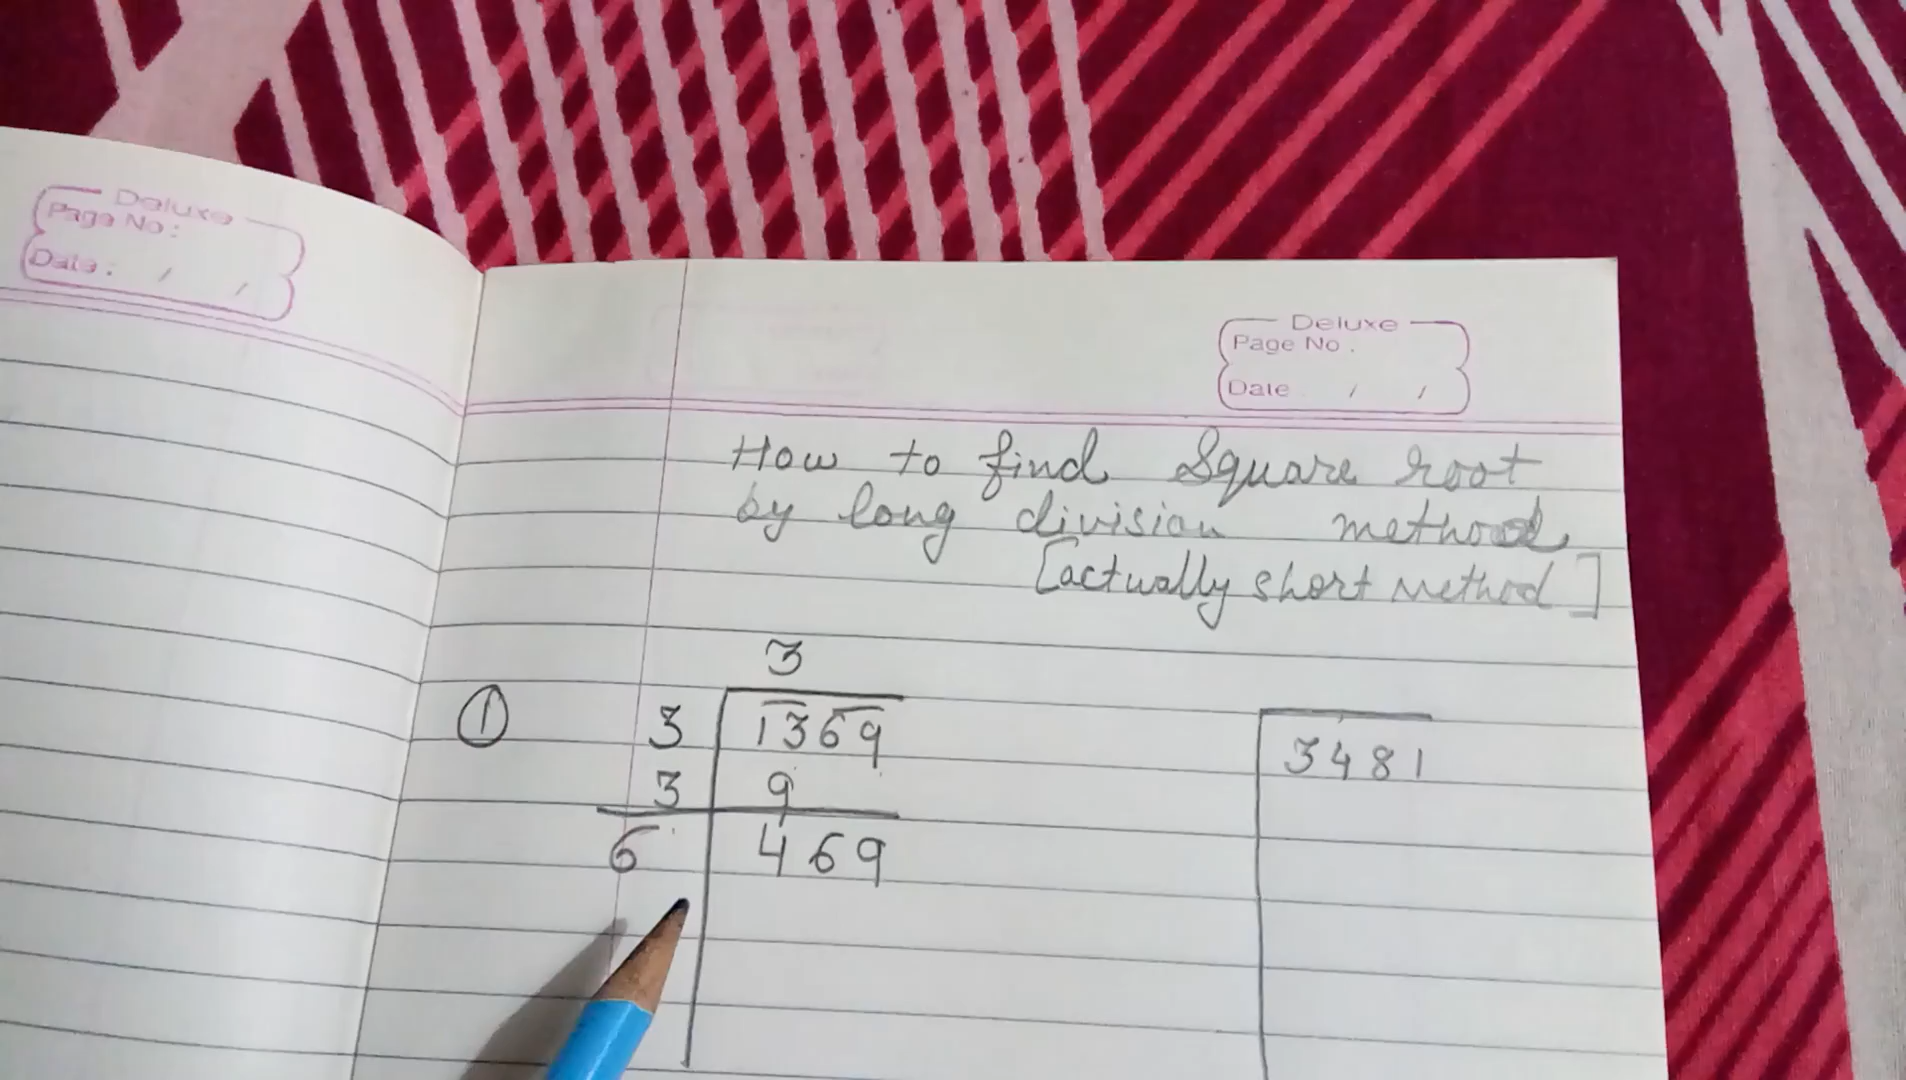 Deluxe
Page No :
Date : / /
Deluxe
Page No .
Date / /
How to find Square root
by long division method
[actually short Method]
3
① 3 1369 3481
3 9
6 469